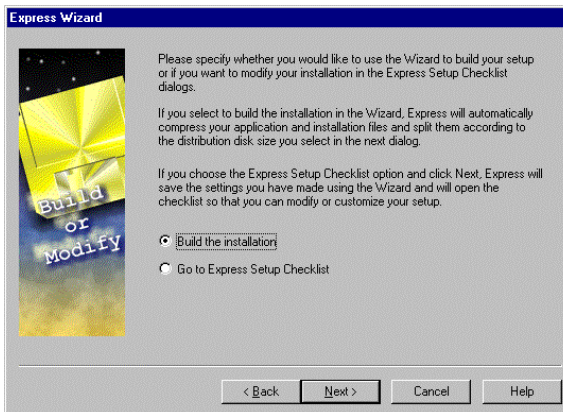 Express Wizard
Please specify whether you would like to use the Wizard to build your setup
or if you want to modify your installation in the Express Setup Checklist
dialogs.
If you select to build the installation in the Wizard, Express will automatically
compress your application and installation files and split them according to
the distribution disk size you select in the next dialog.
If you choose the Express Setup Checklist option and click Next, Express will
save the settings you have made using the Wizard and will open the
checklist so that you can modify or customize your setup.
Build
or
Modify
Build the installation
Go to Express Setup Checklist
< Back
Next >
Cancel
Help